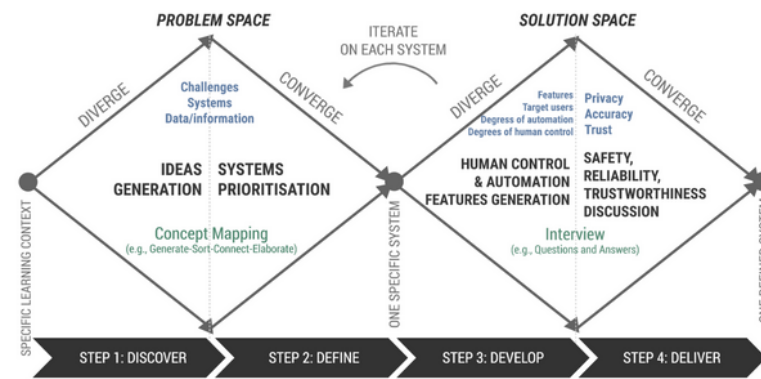 PROBLEM SPACE
SOLUTION SPACE
ITERATE
ON EACH SYSTEM
DIVERGE
CONVERGE
DIVERGE
CONVERGE
Challenges
Systems
Data/information
Features
Target users
Degree of automation
Degrees of human control
Privacy
Accuracy
Trust
IDEAS
GENERATION
SYSTEMS
PRIORITISATION
HUMAN CONTROL
& AUTOMATION
FEATURES GENERATION
SAFETY,
RELIABILITY,
TRUSTWORTHINESS
DISCUSSION
Concept Mapping
(e.g., Generate-Sort-Connect-Elaborate)
Interview
(e.g., Questions and Answers)
SPECIFIC LEARNING CONTEXT
ONE SPECIFIC SYSTEM
STEP 1: DISCOVER
STEP 2: DEFINE
STEP 3: DEVELOP
STEP 4: DELIVER